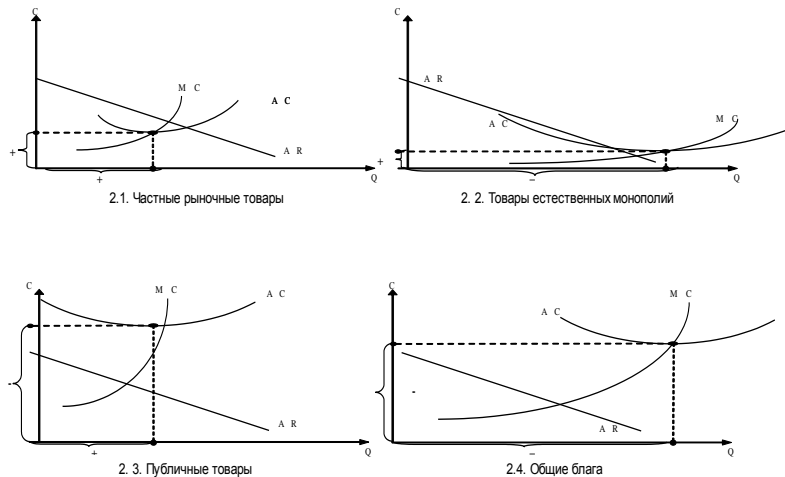 C
M C
A C
A R
+
+
Q
2.1. Частные рыночные товары
C
A R
A C
M C
+
–
Q
2. 2. Товары естественных монополий
C
M C
A C
-
A R
+
Q
2. 3. Публичные товары
C
M C
A C
-
A R
–
Q
2.4. Общие блага